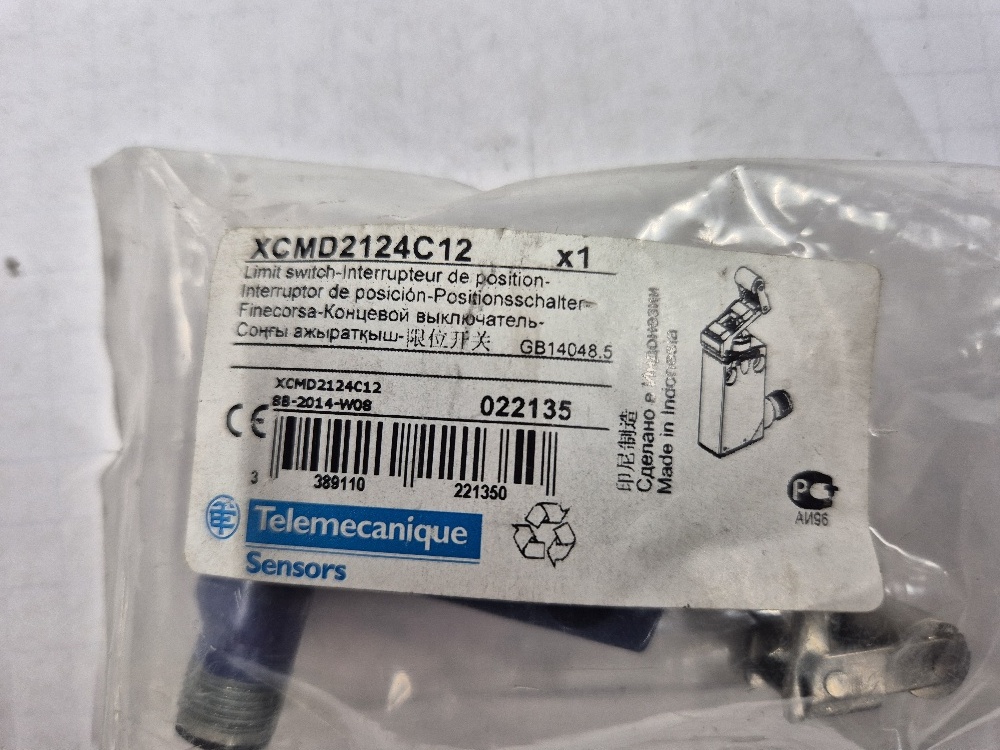 XCMD2124C12 x1
Limit switch-Interrupteur de position-
Interruptor de posición-Positionsschalter-
Finecorsa-Концевой выключатель-
Соңғы ажыратқыш-限位开关 GB14048.5
XCMD2124C12
8B-2014-W08
022135
CE
3 389110 221350
Telemecanique
Sensors
印尼制造
Сделано в Индонезии
Made in Indonesia